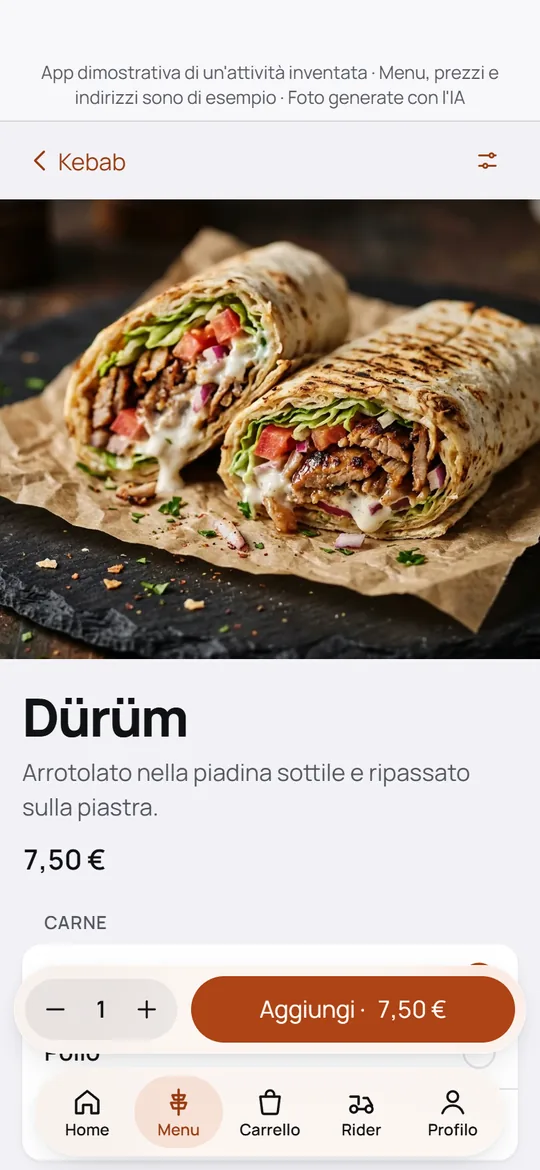 App dimostrativa di un'attività inventata · Menu, prezzi e
indirizzi sono di esempio · Foto generate con l'IA
Kebab
Dürüm
Arrotolato nella piadina sottile e ripassato
sulla piastra.
7,50 €
CARNE
1
Aggiungi · 7,50 €
Pollo
Home
Menu
Carrello
Rider
Profilo